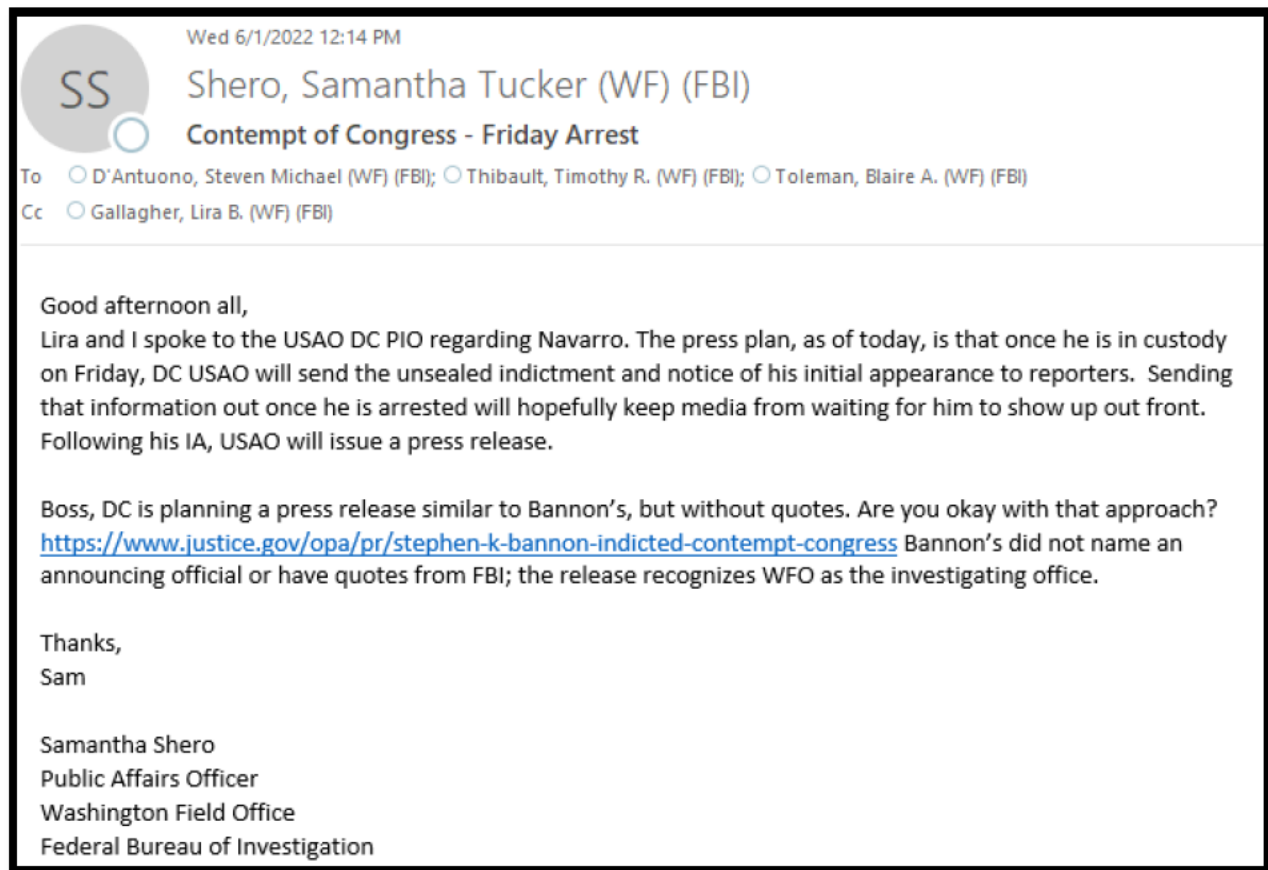 Wed 6/1/2022 12:14 PM
SS
Shero, Samantha Tucker (WF) (FBI)
Contempt of Congress - Friday Arrest
To D'Antuono, Steven Michael (WF) (FBI); Thibault, Timothy R. (WF) (FBI); Toleman, Blaire A. (WF) (FBI)
Cc Gallagher, Lira B. (WF) (FBI)
Good afternoon all,
Lira and I spoke to the USAO DC PIO regarding Navarro. The press plan, as of today, is that once he is in custody
on Friday, DC USAO will send the unsealed indictment and notice of his initial appearance to reporters.  Sending
that information out once he is arrested will hopefully keep media from waiting for him to show up out front.
Following his IA, USAO will issue a press release.
Boss, DC is planning a press release similar to Bannon's, but without quotes. Are you okay with that approach?
https://www.justice.gov/opa/pr/stephen-k-bannon-indicted-contempt-congress Bannon's did not name an
announcing official or have quotes from FBI; the release recognizes WFO as the investigating office.
Thanks,
Sam
Samantha Shero
Public Affairs Officer
Washington Field Office
Federal Bureau of Investigation